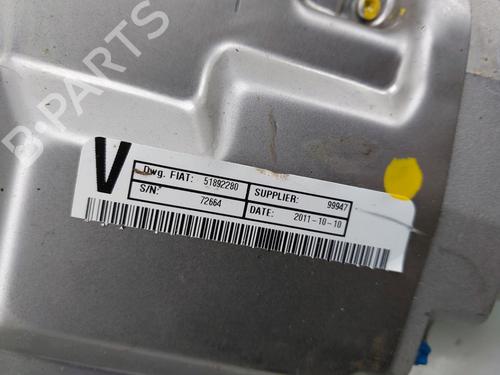 B-PARTS
V
Dwg. FIAT: 51892280 SUPPLIER: 99947
S/N: 72664 DATE: 2011-10-10